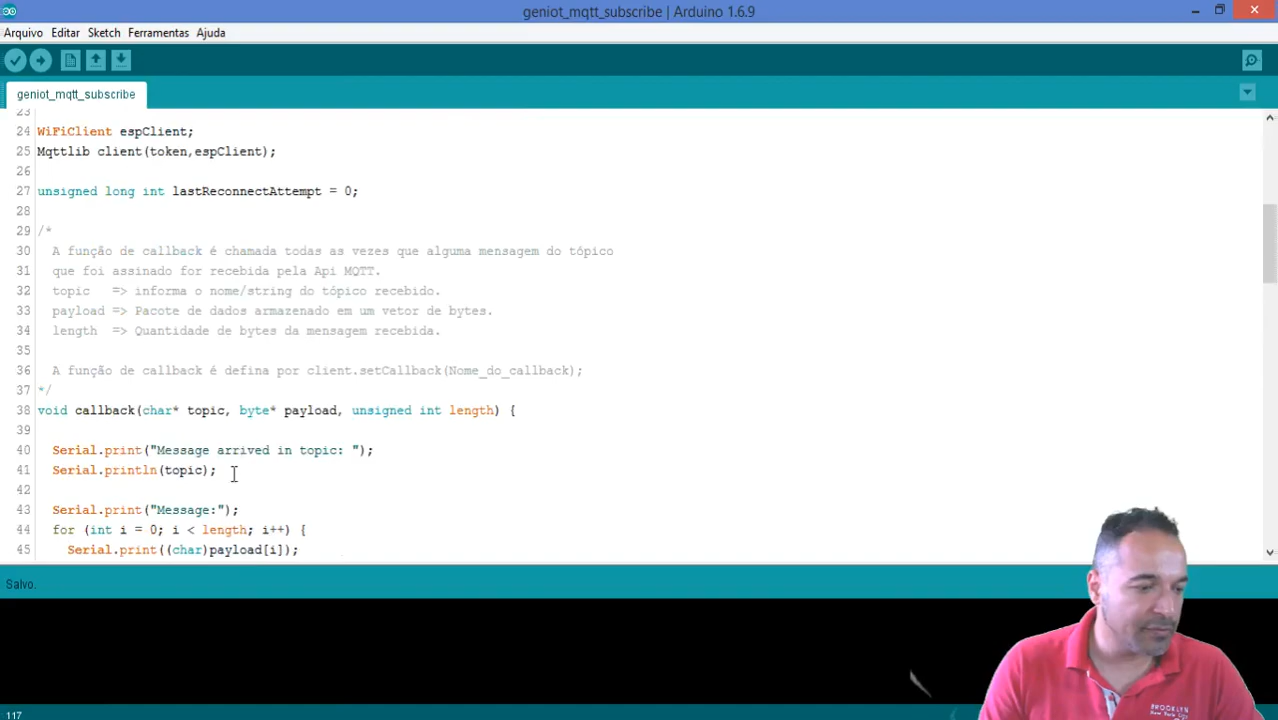 geniot_mqtt_subscribe | Arduino 1.6.9
Arquivo Editar Sketch Ferramentas Ajuda
geniot_mqtt_subscribe
23
24 WiFiClient espClient;
25 Mqttlib client(token,espClient);
26
27 unsigned long int lastReconnectAttempt = 0;
28
29 /*
30 A função de callback é chamada todas as vezes que alguma mensagem do tópico
31 que foi assinado for recebida pela Api MQTT.
32 topic => informa o nome/string do tópico recebido.
33 payload => Pacote de dados armazenado em um vetor de bytes.
34 length => Quantidade de bytes da mensagem recebida.
35
36 A função de callback é defina por client.setCallback(Nome_do_callback);
37 */
38 void callback(char* topic, byte* payload, unsigned int length) {
39
40 Serial.print("Message arrived in topic: ");
41 Serial.println(topic);
42
43 Serial.print("Message:");
44 for (int i = 0; i < length; i++) {
45 Serial.print((char)payload[i]);
Salvo.
BROOKLYN
New York City
117